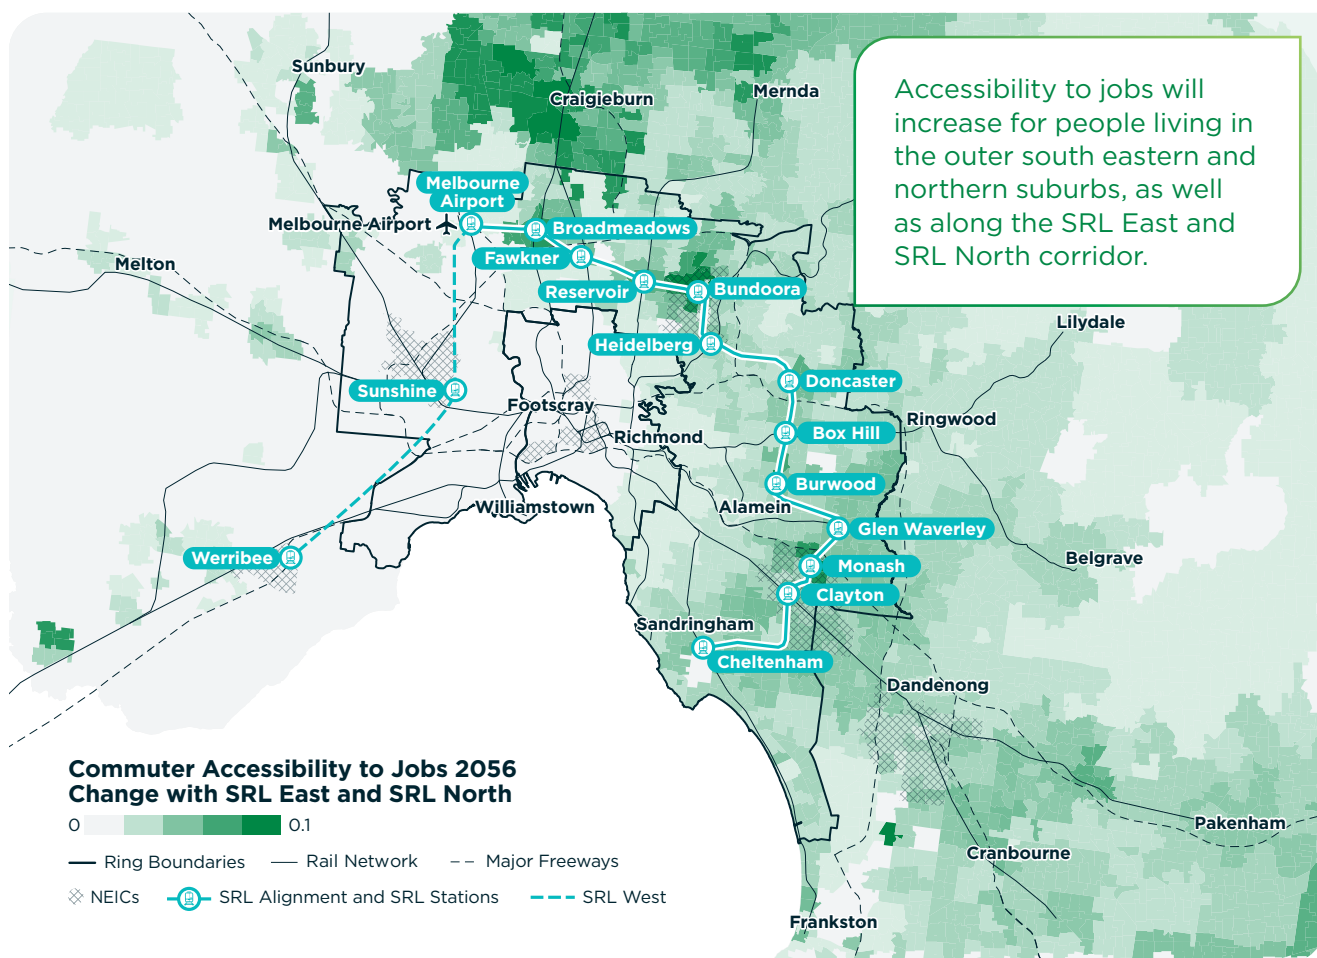 Sunbury
Craigieburn
Mernda
Accessibility to jobs will
increase for people living in
the outer south eastern and
northern suburbs, as well
as along the SRL East and
SRL North corridor.
Melbourne
Airport
Melbourne Airport
Broadmeadows
Fawkner
Melton
Reservoir
Bundoora
Lilydale
Heidelberg
Doncaster
Sunshine
Footscray
Ringwood
Richmond
Box Hill
Burwood
Williamstown
Alamein
Glen Waverley
Werribee
Monash
Belgrave
Clayton
Sandringham
Cheltenham
Dandenong
Commuter Accessibility to Jobs 2056
Change with SRL East and SRL North
0 0.1
Pakenham
Cranbourne
Ring Boundaries Rail Network Major Freeways
NEICs SRL Alignment and SRL Stations SRL West
Frankston